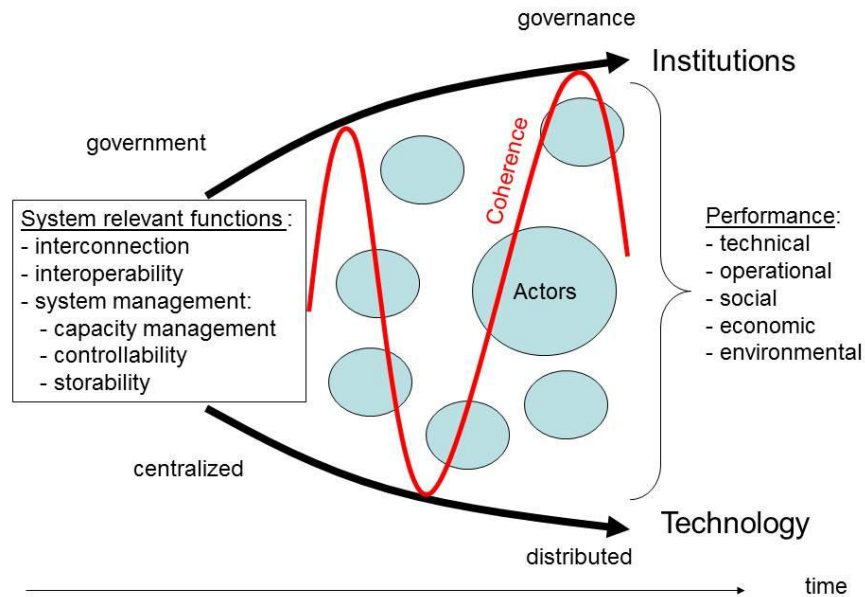 governance
Institutions
government
System relevant functions:
- interconnection
- interoperability
- system management:
- capacity management
- controllability
- storability
Coherence
Actors
Performance:
- technical
- operational
- social
- economic
- environmental
centralized
Technology
distributed
time